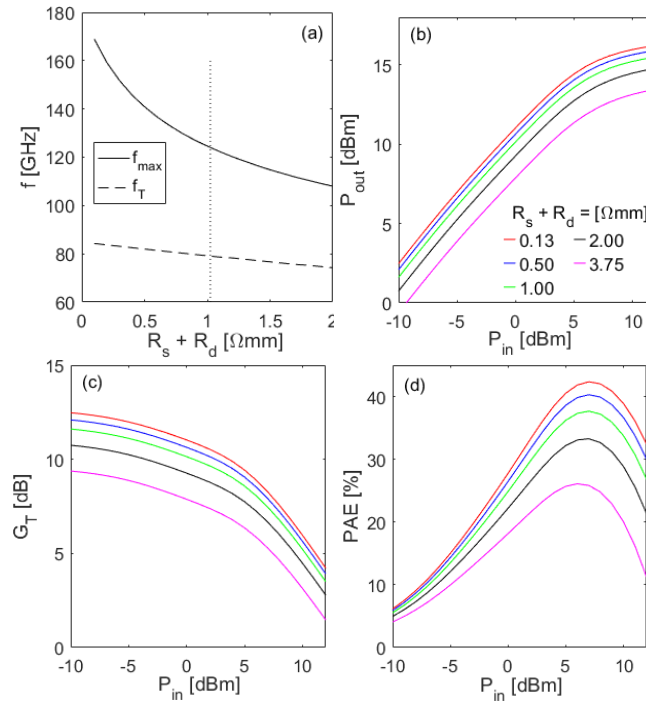 180
160
140
120
100
80
60
f [GHz]
(a)
f_max
f_T
0
0.5
1
1.5
2
R_s + R_d [Ωmm]
(b)
15
10
5
0
P_out [dBm]
R_s + R_d = [Ωmm]
0.13 2.00
0.50 3.75
1.00
-10
-5
0
5
10
P_in [dBm]
(c)
15
10
5
0
G_T [dB]
-10
-5
0
5
10
P_in [dBm]
(d)
40
30
20
10
0
PAE [%]
-10
-5
0
5
10
P_in [dBm]